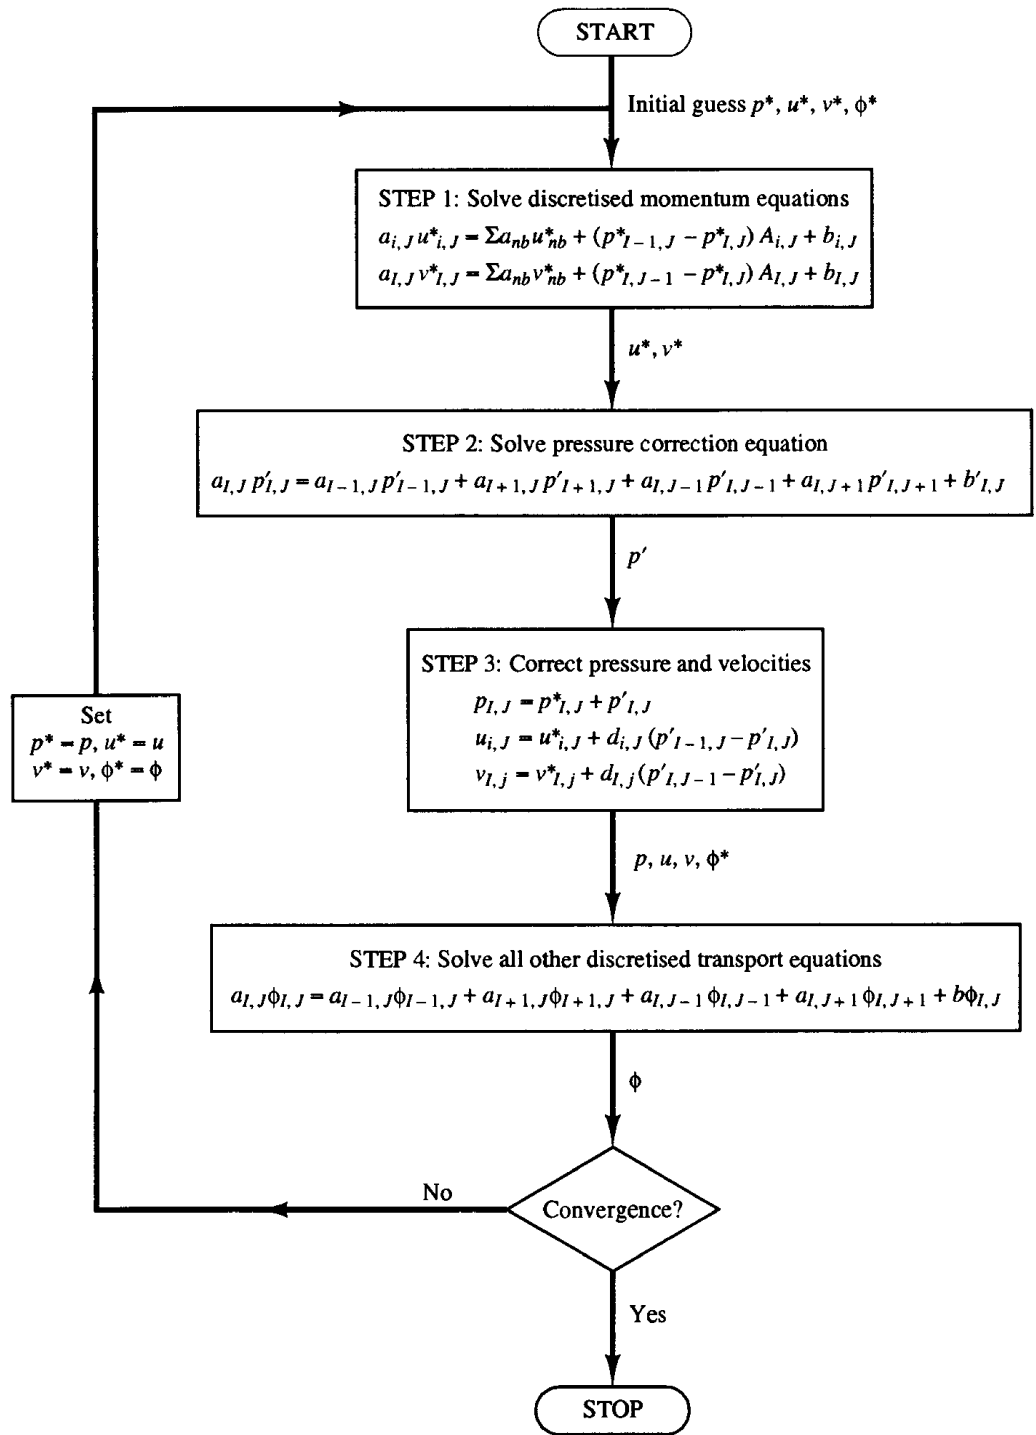 START
Initial guess p*, u*, v*, ϕ*
STEP 1: Solve discretised momentum equations
a_{i,J} u*_{i,J} = Σa_{nb} u*_{nb} + (p*_{I−1,J} − p*_{I,J}) A_{i,J} + b_{i,J}
a_{I,J} v*_{I,J} = Σa_{nb} v*_{nb} + (p*_{I,J−1} − p*_{I,J}) A_{I,J} + b_{I,J}
u*, v*
STEP 2: Solve pressure correction equation
a_{I,J} p′_{I,J} = a_{I−1,J} p′_{I−1,J} + a_{I+1,J} p′_{I+1,J} + a_{I,J−1} p′_{I,J−1} + a_{I,J+1} p′_{I,J+1} + b′_{I,J}
p′
STEP 3: Correct pressure and velocities
p_{I,J} = p*_{I,J} + p′_{I,J}
u_{i,J} = u*_{i,J} + d_{i,J} (p′_{I−1,J} − p′_{I,J})
v_{I,j} = v*_{I,j} + d_{I,j} (p′_{I,J−1} − p′_{I,J})
Set
p* = p, u* = u
v* = v, ϕ* = ϕ
p, u, v, ϕ*
STEP 4: Solve all other discretised transport equations
a_{I,J} ϕ_{I,J} = a_{I−1,J} ϕ_{I−1,J} + a_{I+1,J} ϕ_{I+1,J} + a_{I,J−1} ϕ_{I,J−1} + a_{I,J+1} ϕ_{I,J+1} + bϕ_{I,J}
ϕ
No
Convergence?
Yes
STOP